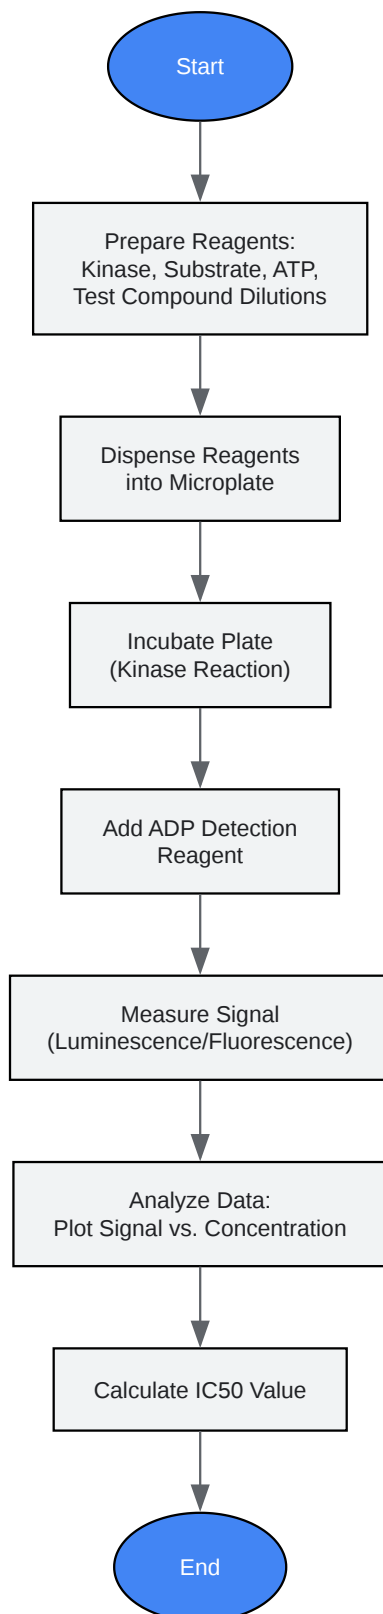 Start
Prepare Reagents:
Kinase, Substrate, ATP,
Test Compound Dilutions
Dispense Reagents
into Microplate
Incubate Plate
(Kinase Reaction)
Add ADP Detection
Reagent
Measure Signal
(Luminescence/Fluorescence)
Analyze Data:
Plot Signal vs. Concentration
Calculate IC50 Value
End